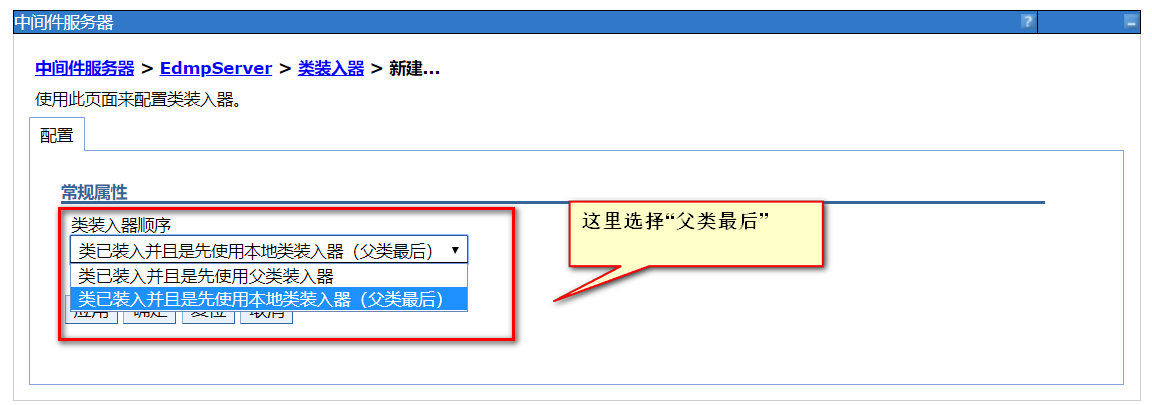 中间件服务器
?
中间件服务器 > EdmpServer > 类装入器 > 新建...
使用此页面来配置类装入器。
配置
常规属性
类装入器顺序
类已装入并且是先使用本地类装入器（父类最后）
类已装入并且是先使用父类装入器
类已装入并且是先使用本地类装入器（父类最后）
应用 确定 复位 取消
这里选择“父类最后”